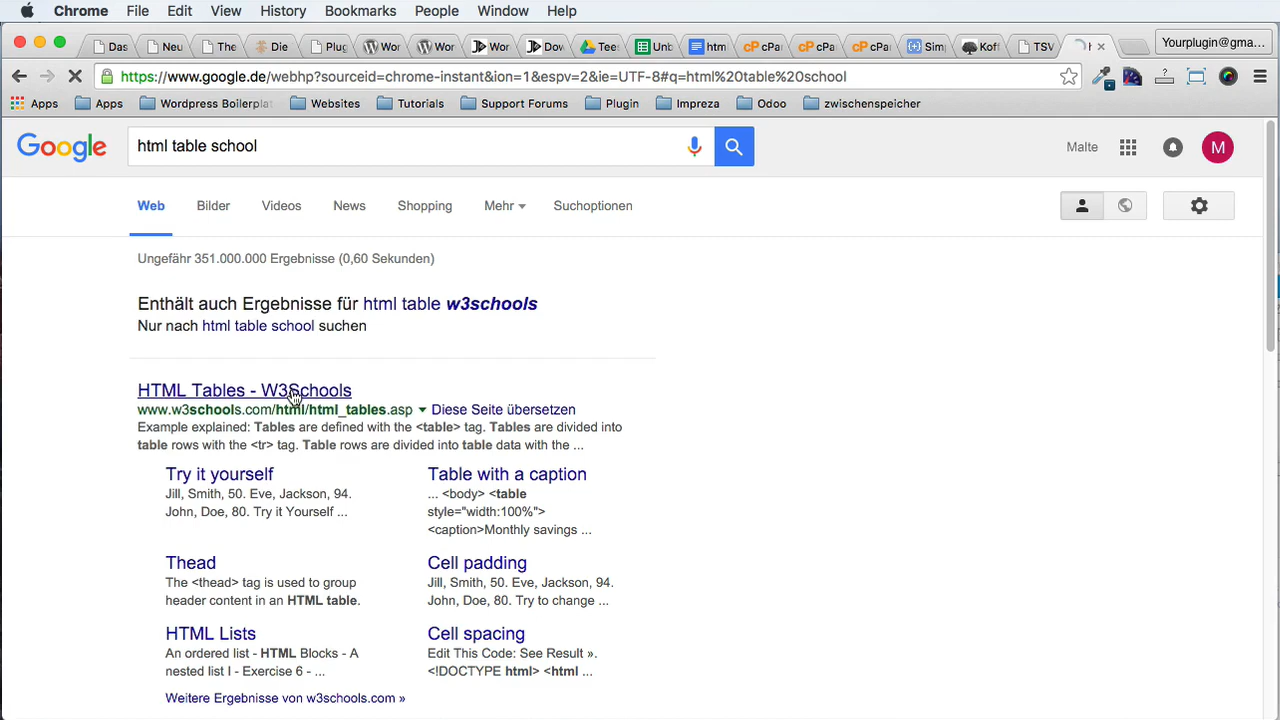 Chrome File Edit View History Bookmarks People Window Help
Das Neu The Die Plug Wor Wor Wor Dov Tees Unb htm cPa cPa cPa Simp Koff TSV Yourplugin@gma...
https://www.google.de/webhp?sourceid=chrome-instant&ion=1&espv=2&ie=UTF-8#q=html%20table%20school
Apps Apps Wordpress Boilerplat Websites Tutorials Support Forums Plugin Impreza Odoo zwischenspeicher
Google html table school Malte M
Web Bilder Videos News Shopping Mehr Suchoptionen
Ungefähr 351.000.000 Ergebnisse (0,60 Sekunden)
Enthält auch Ergebnisse für html table w3schools
Nur nach html table school suchen
HTML Tables - W3Schools
www.w3schools.com/html/html_tables.asp Diese Seite übersetzen
Example explained: Tables are defined with the <table> tag. Tables are divided into
table rows with the <tr> tag. Table rows are divided into table data with the ...
Try it yourself
Jill, Smith, 50. Eve, Jackson, 94.
John, Doe, 80. Try it Yourself ...
Table with a caption
... <body> <table
style="width:100%">
<caption>Monthly savings ...
Thead
The <thead> tag is used to group
header content in an HTML table.
Cell padding
Jill, Smith, 50. Eve, Jackson, 94.
John, Doe, 80. Try to change ...
HTML Lists
An ordered list - HTML Blocks - A
nested list I - Exercise 6 - ...
Cell spacing
Edit This Code: See Result ».
<!DOCTYPE html> <html ...
Weitere Ergebnisse von w3schools.com »